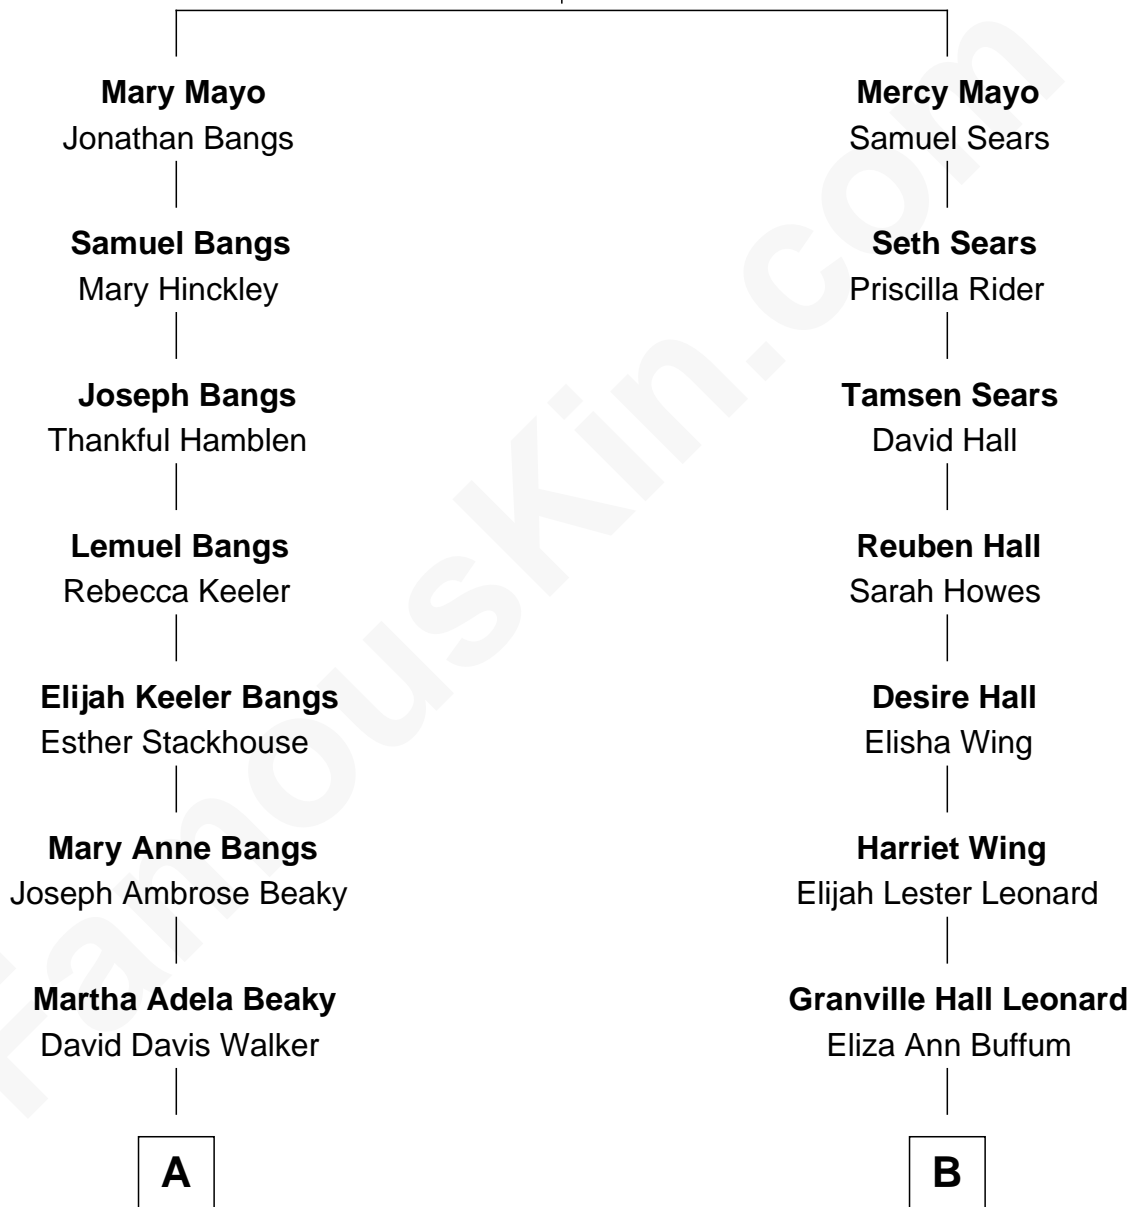 Mary Mayo
Jonathan Bangs
Samuel Bangs
Mary Hinckley
Joseph Bangs
Thankful Hamblen
Lemuel Bangs
Rebecca Keeler
Elijah Keeler Bangs
Esther Stackhouse
Mary Anne Bangs
Joseph Ambrose Beaky
Martha Adela Beaky
David Davis Walker
A
Mercy Mayo
Samuel Sears
Seth Sears
Priscilla Rider
Tamsen Sears
David Hall
Reuben Hall
Sarah Howes
Desire Hall
Elisha Wing
Harriet Wing
Elijah Lester Leonard
Granville Hall Leonard
Eliza Ann Buffum
B
FamousKin.com